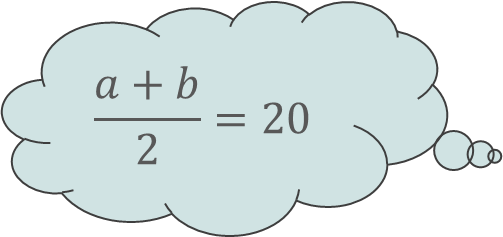 (a + b)/2 = 20